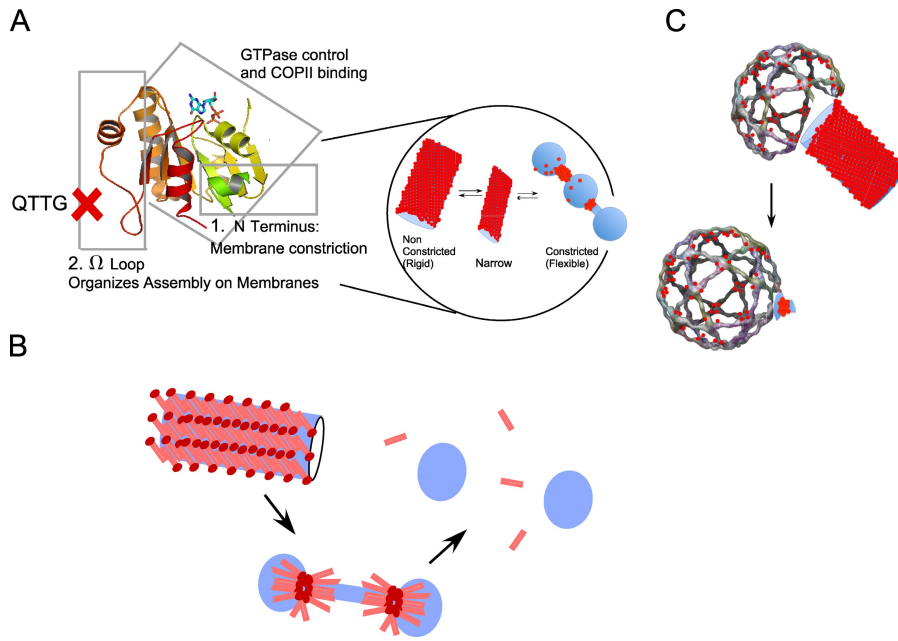 A
GTPase control
and COPII binding
QTTG
1. N Terminus:
Membrane constriction
2. Ω Loop
Organizes Assembly on Membranes
Non
Constricted
(Rigid)
Narrow
Constricted
(Flexible)
C
B